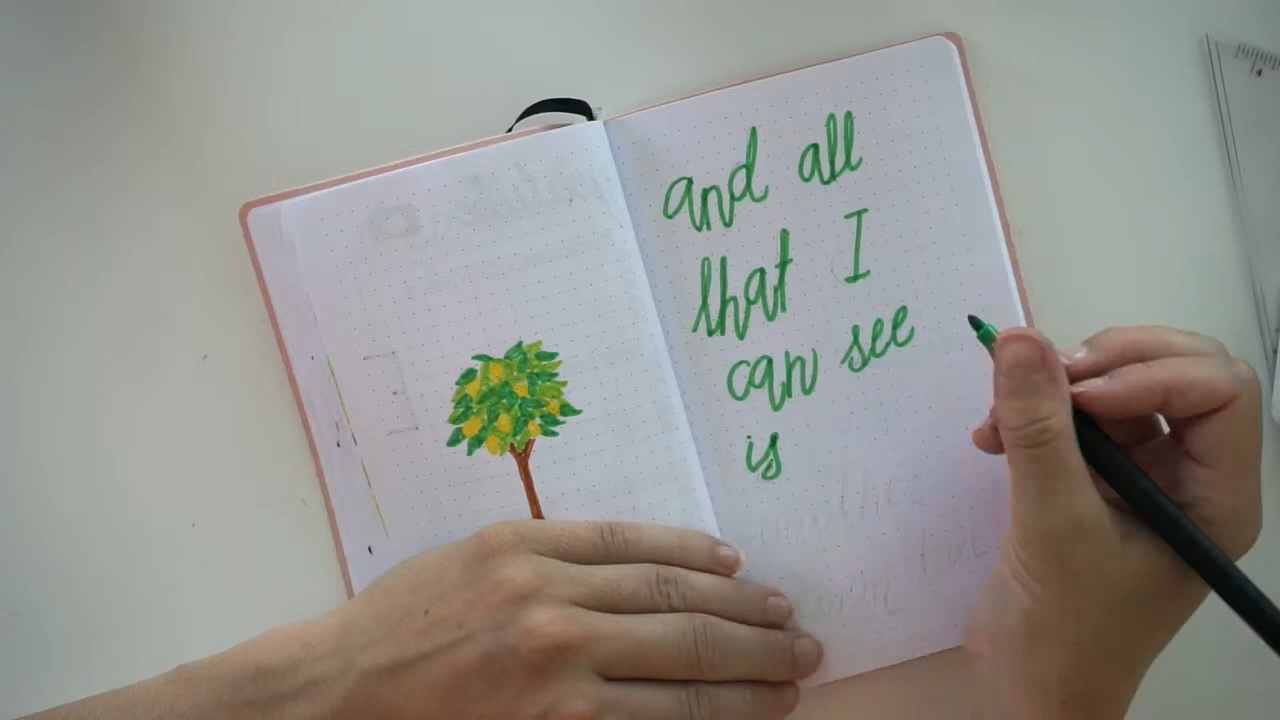 and all
that I
can see
is